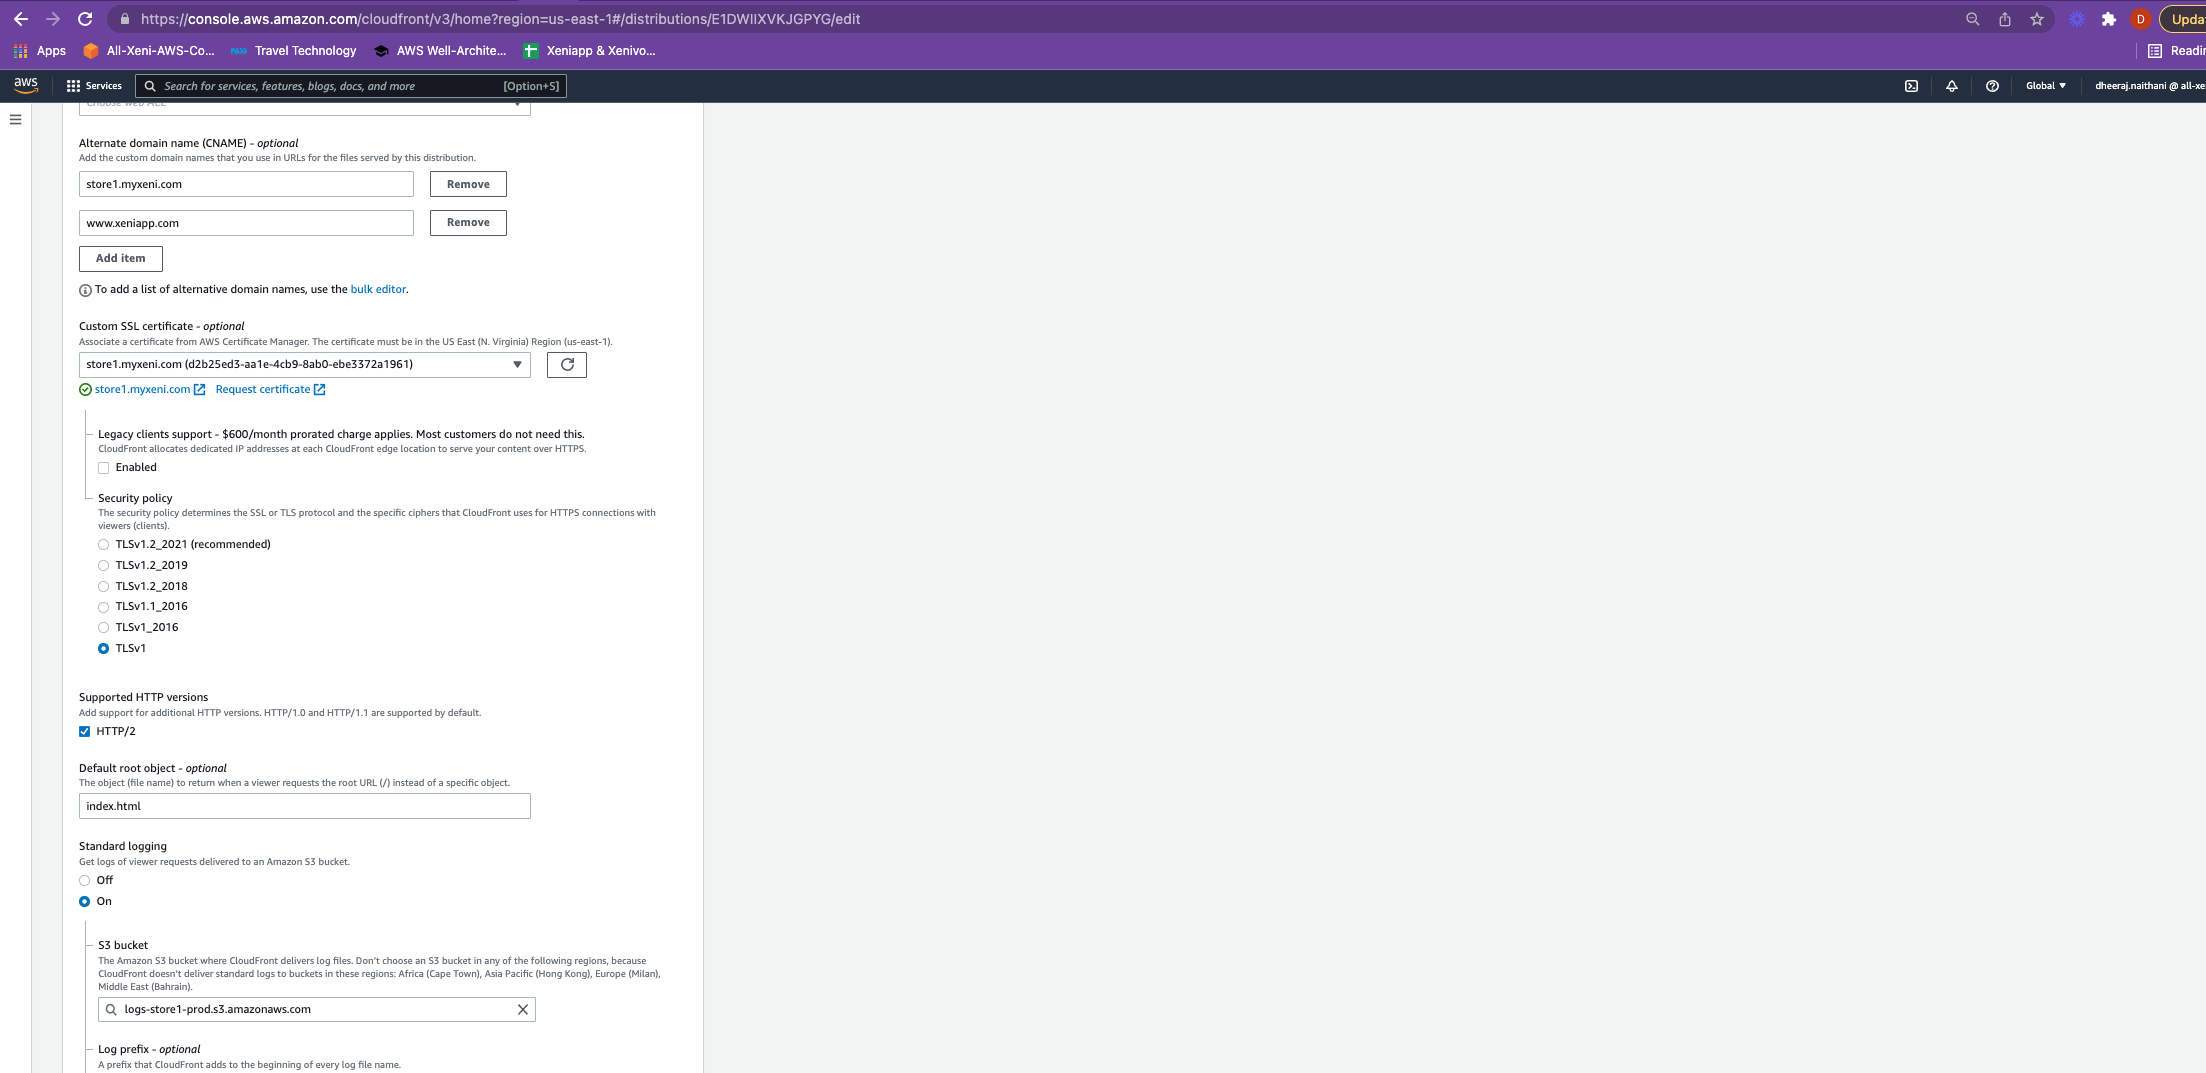 https://console.aws.amazon.com/cloudfront/v3/home?region=us-east-1#/distributions/E1DWIIXVKJGPYG/edit
D
Updat
Apps
All-Xeni-AWS-Co...
Travel Technology
AWS Well-Archite...
Xeniapp & Xenivo...
Readin
aws
Services
Search for services, features, blogs, docs, and more
[Option+S]
Global
dheeraj.naithani @ all-xe
Choose web ACL
Alternate domain name (CNAME) - optional
Add the custom domain names that you use in URLs for the files served by this distribution.
store1.myxeni.com
Remove
www.xeniapp.com
Remove
Add item
To add a list of alternative domain names, use the bulk editor.
Custom SSL certificate - optional
Associate a certificate from AWS Certificate Manager. The certificate must be in the US East (N. Virginia) Region (us-east-1).
store1.myxeni.com (d2b25ed3-aa1e-4cb9-8ab0-ebe3372a1961)
store1.myxeni.com
Request certificate
Legacy clients support - $600/month prorated charge applies. Most customers do not need this.
CloudFront allocates dedicated IP addresses at each CloudFront edge location to serve your content over HTTPS.
Enabled
Security policy
The security policy determines the SSL or TLS protocol and the specific ciphers that CloudFront uses for HTTPS connections with
viewers (clients).
TLSv1.2_2021 (recommended)
TLSv1.2_2019
TLSv1.2_2018
TLSv1.1_2016
TLSv1_2016
TLSv1
Supported HTTP versions
Add support for additional HTTP versions. HTTP/1.0 and HTTP/1.1 are supported by default.
HTTP/2
Default root object - optional
The object (file name) to return when a viewer requests the root URL (/) instead of a specific object.
index.html
Standard logging
Get logs of viewer requests delivered to an Amazon S3 bucket.
Off
On
S3 bucket
The Amazon S3 bucket where CloudFront delivers log files. Don't choose an S3 bucket in any of the following regions, because
CloudFront doesn't deliver standard logs to buckets in these regions: Africa (Cape Town), Asia Pacific (Hong Kong), Europe (Milan),
Middle East (Bahrain).
logs-store1-prod.s3.amazonaws.com
Log prefix - optional
A prefix that CloudFront adds to the beginning of every log file name.